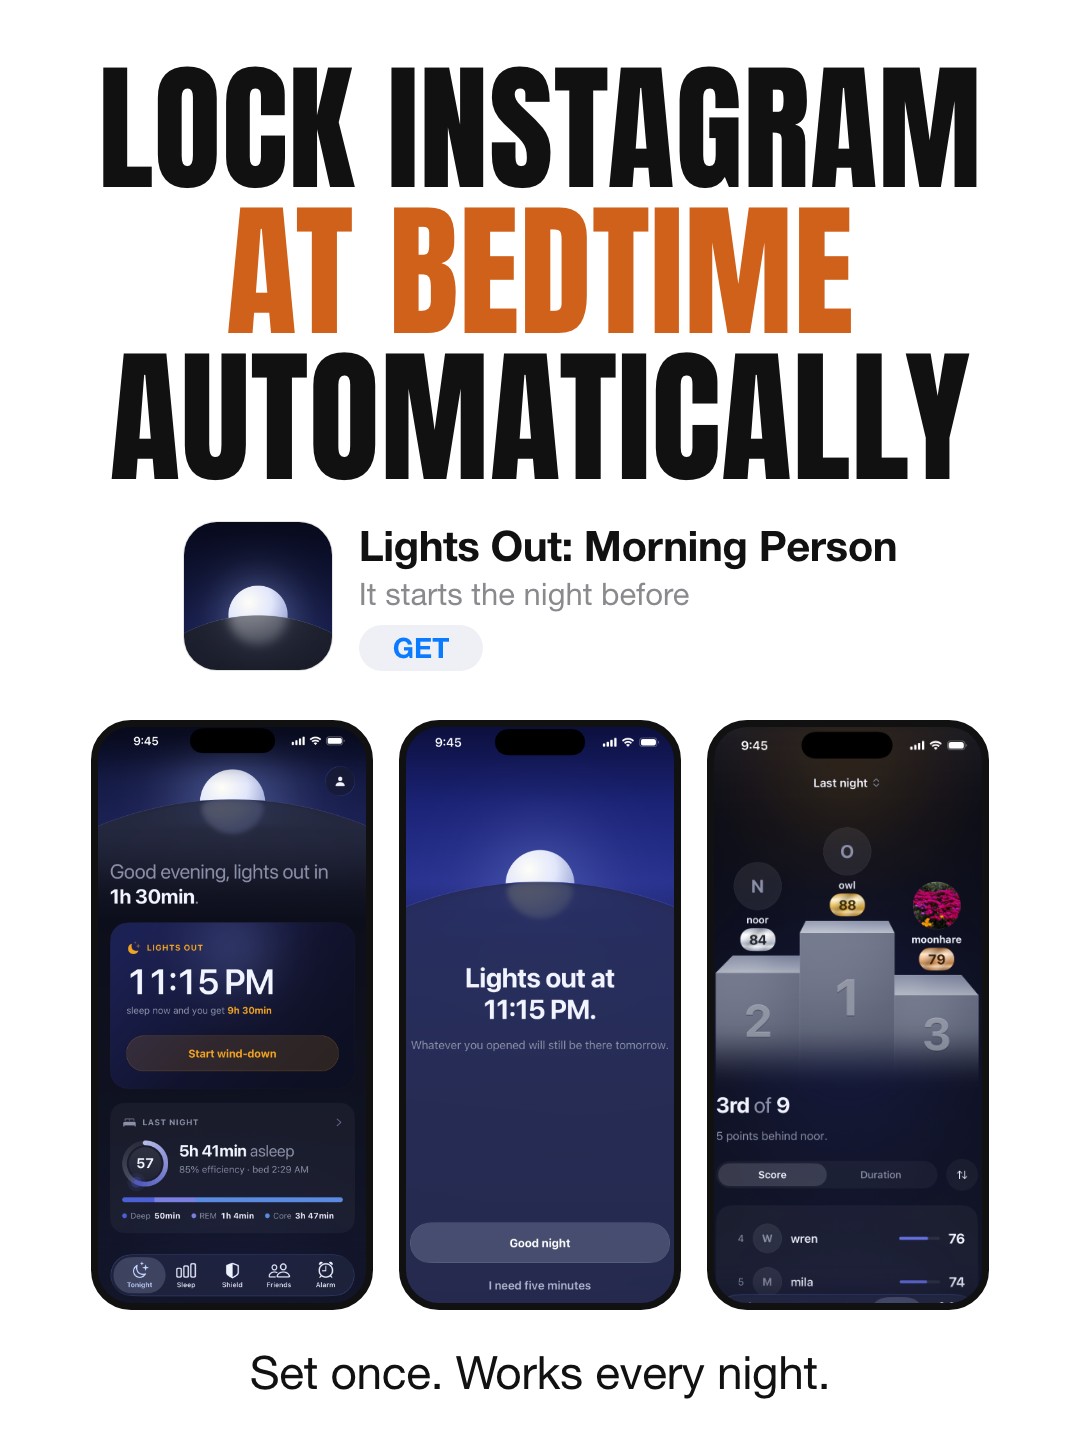 LOCK INSTAGRAM
AT BEDTIME
AUTOMATICALLY
Lights Out: Morning Person
It starts the night before
GET
9:45
Good evening, lights out in
1h 30min.
LIGHTS OUT
11:15 PM
sleep now and you get 9h 30min
Start wind-down
LAST NIGHT
57
5h 41min asleep
85% efficiency · bed 2:29 AM
Deep 50min REM 1h 4min Core 3h 47min
Tonight Sleep Shield Friends Alarm
9:45
Lights out at
11:15 PM.
Whatever you opened will still be there tomorrow.
Good night
I need five minutes
9:45
Last night
O
owl
88
N
noor
84
moonhare
79
1
2
3
3rd of 9
5 points behind noor.
Score Duration
4 W wren 76
5 M mila 74
Set once. Works every night.